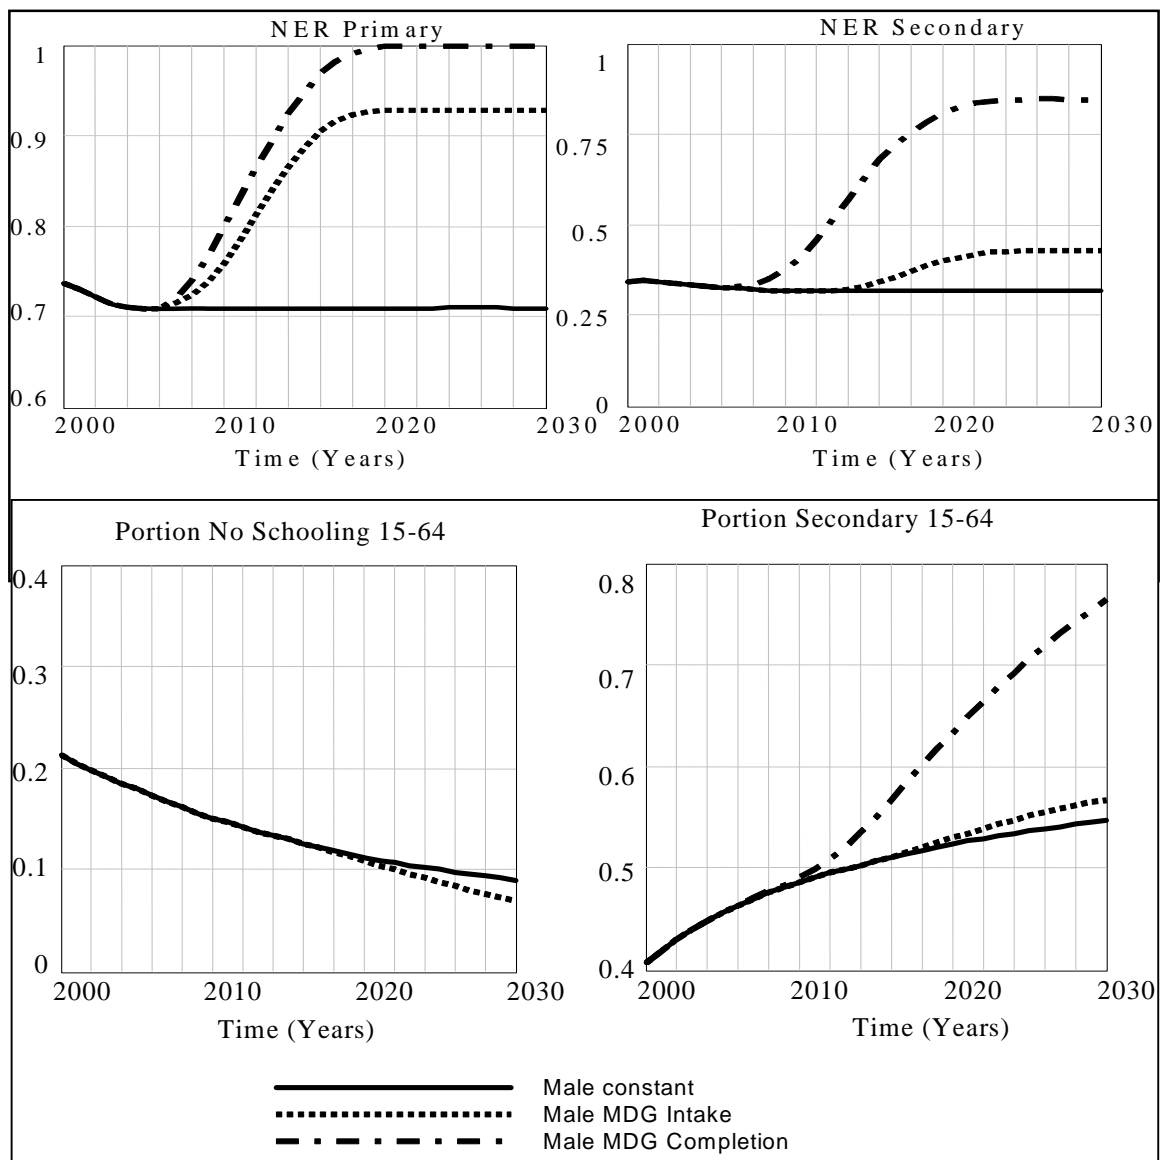 NER Primary
1
0.9
0.8
0.7
0.6
2000 2010 2020 2030
Time (Years)
NER Secondary
1
0.75
0.5
0.25
0
2000 2010 2020 2030
Time (Years)
Portion No Schooling 15-64
0.4
0.3
0.2
0.1
0
2000 2010 2020 2030
Time (Years)
Portion Secondary 15-64
0.8
0.7
0.6
0.5
0.4
2000 2010 2020 2030
Time (Years)
Male constant
Male MDG Intake
Male MDG Completion